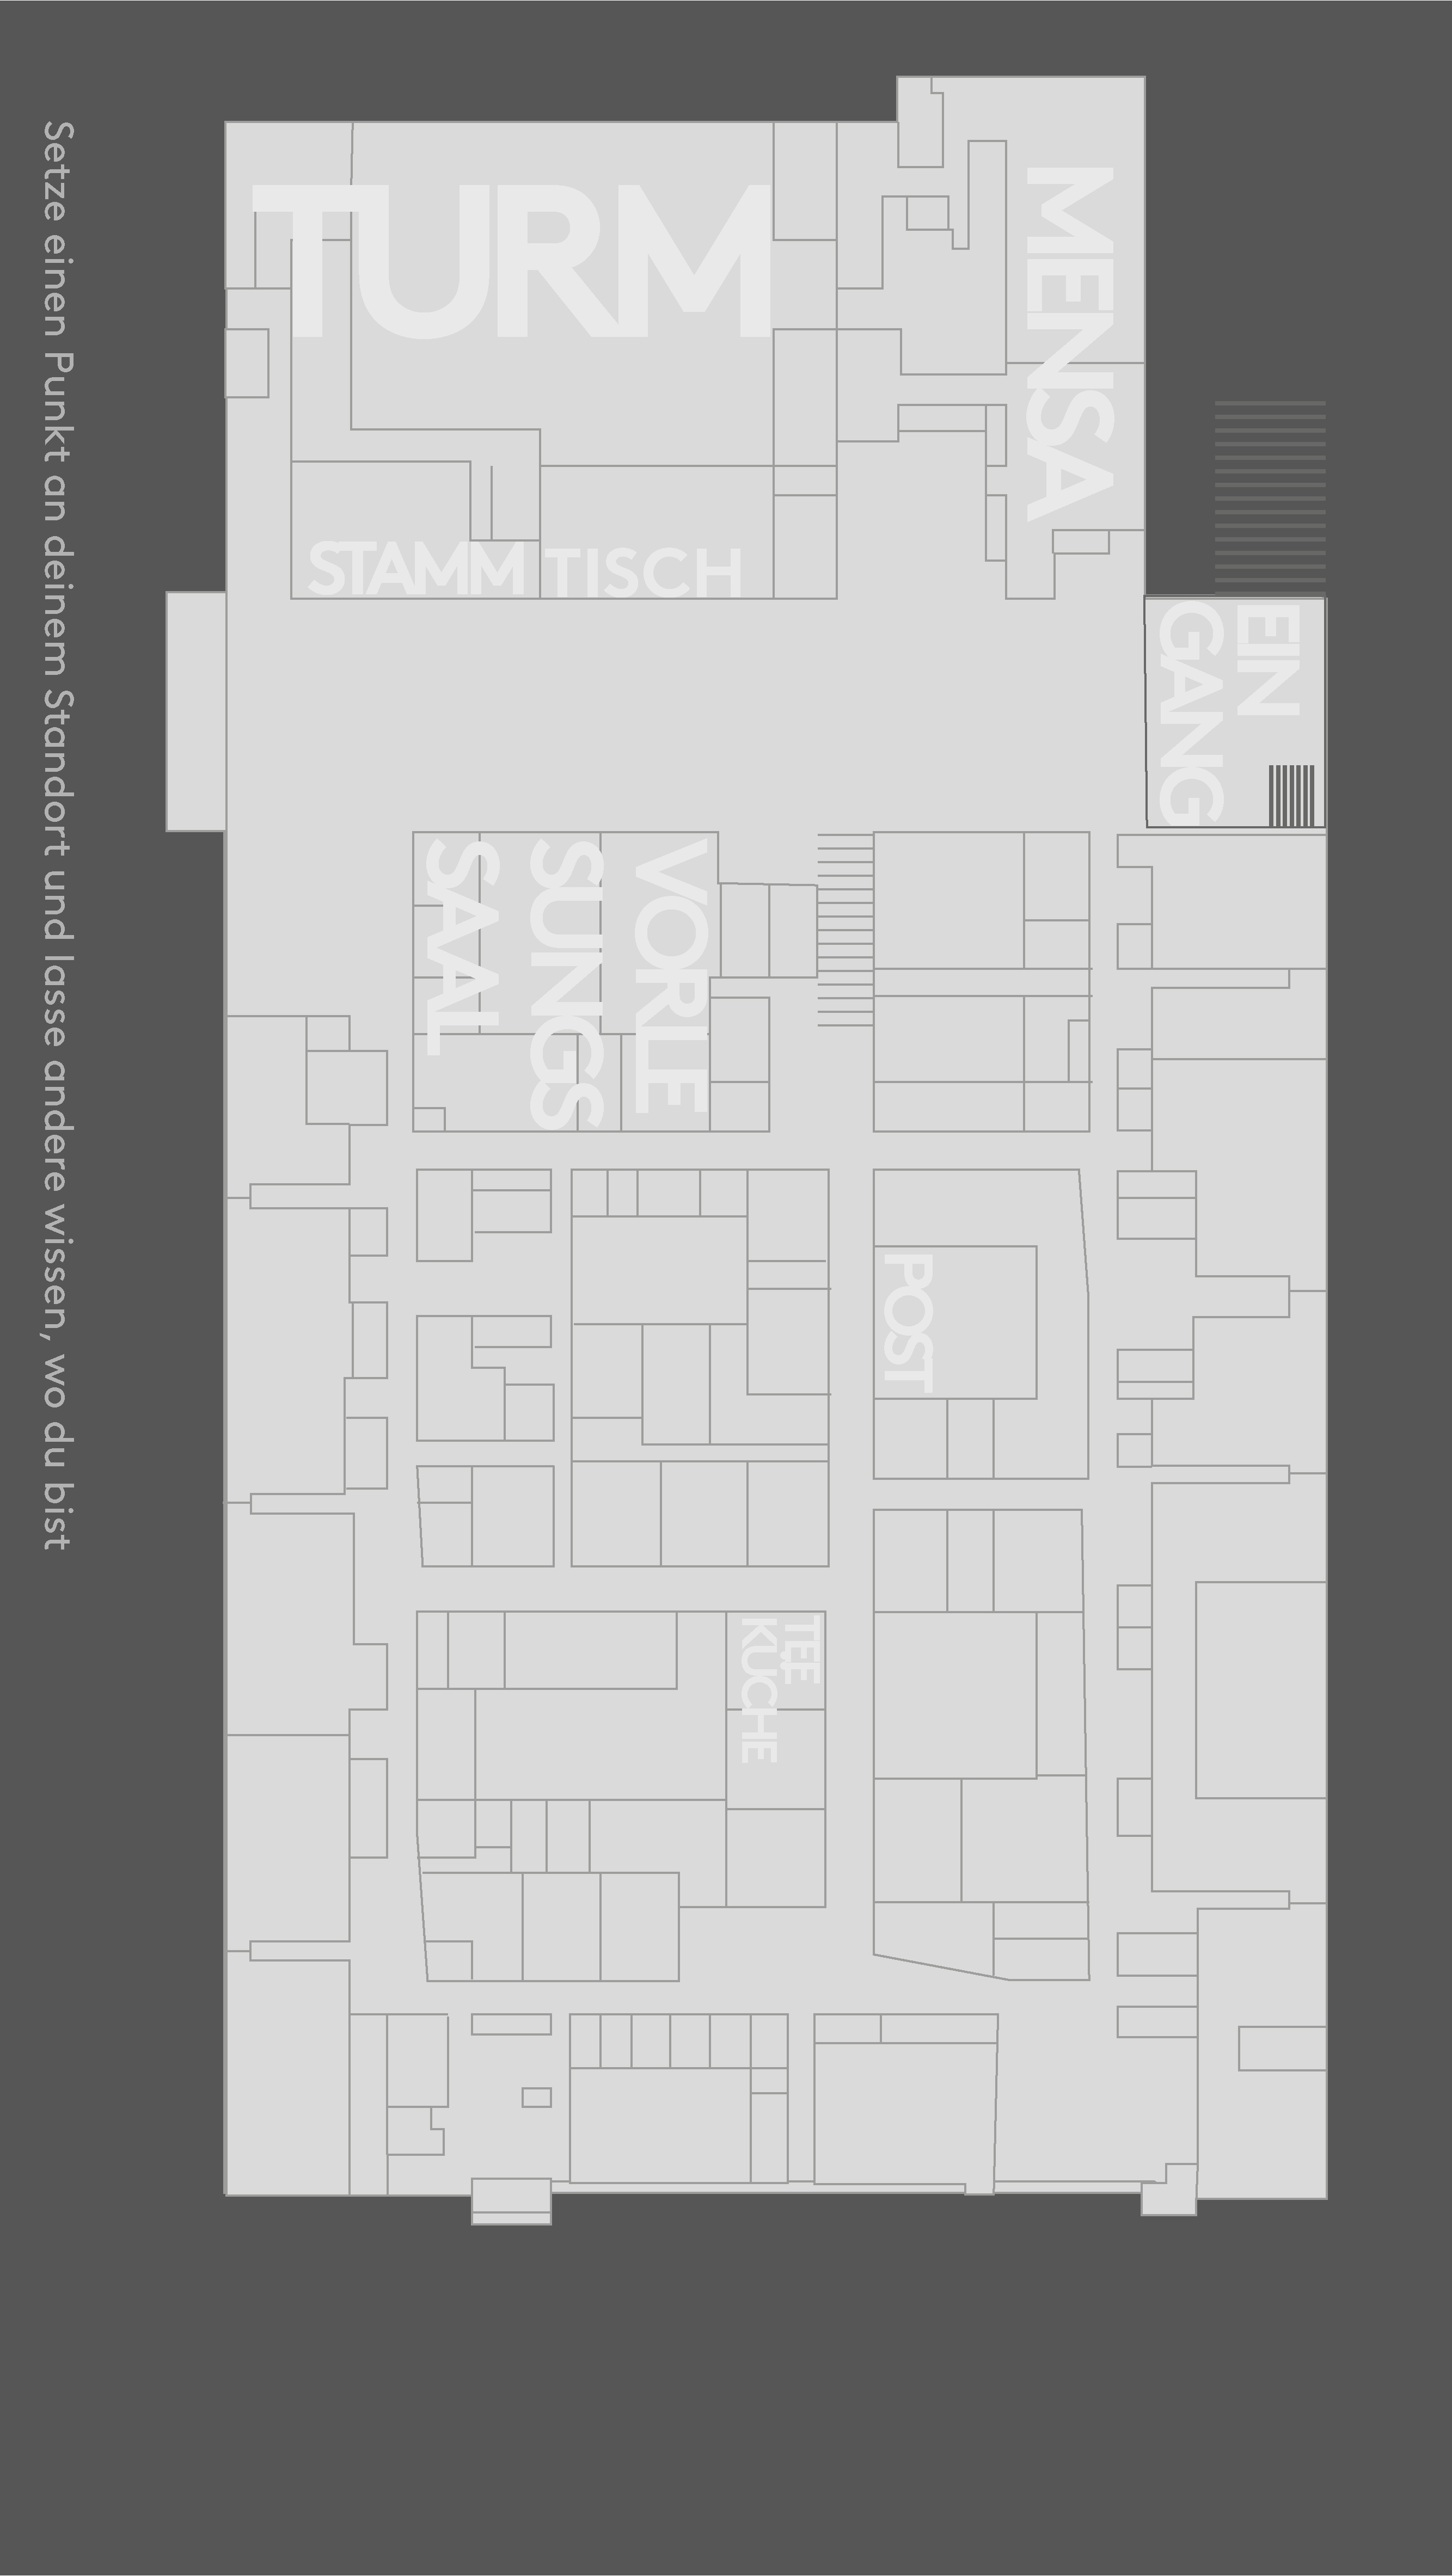 Setze einen Punkt an deinem Standort und lasse andere wissen, wo du bist
TURM
MENSA
STAMM TISCH
EIN
GANG
VORLE
SUNGS
SAAL
POST
TEE
KÜCHE